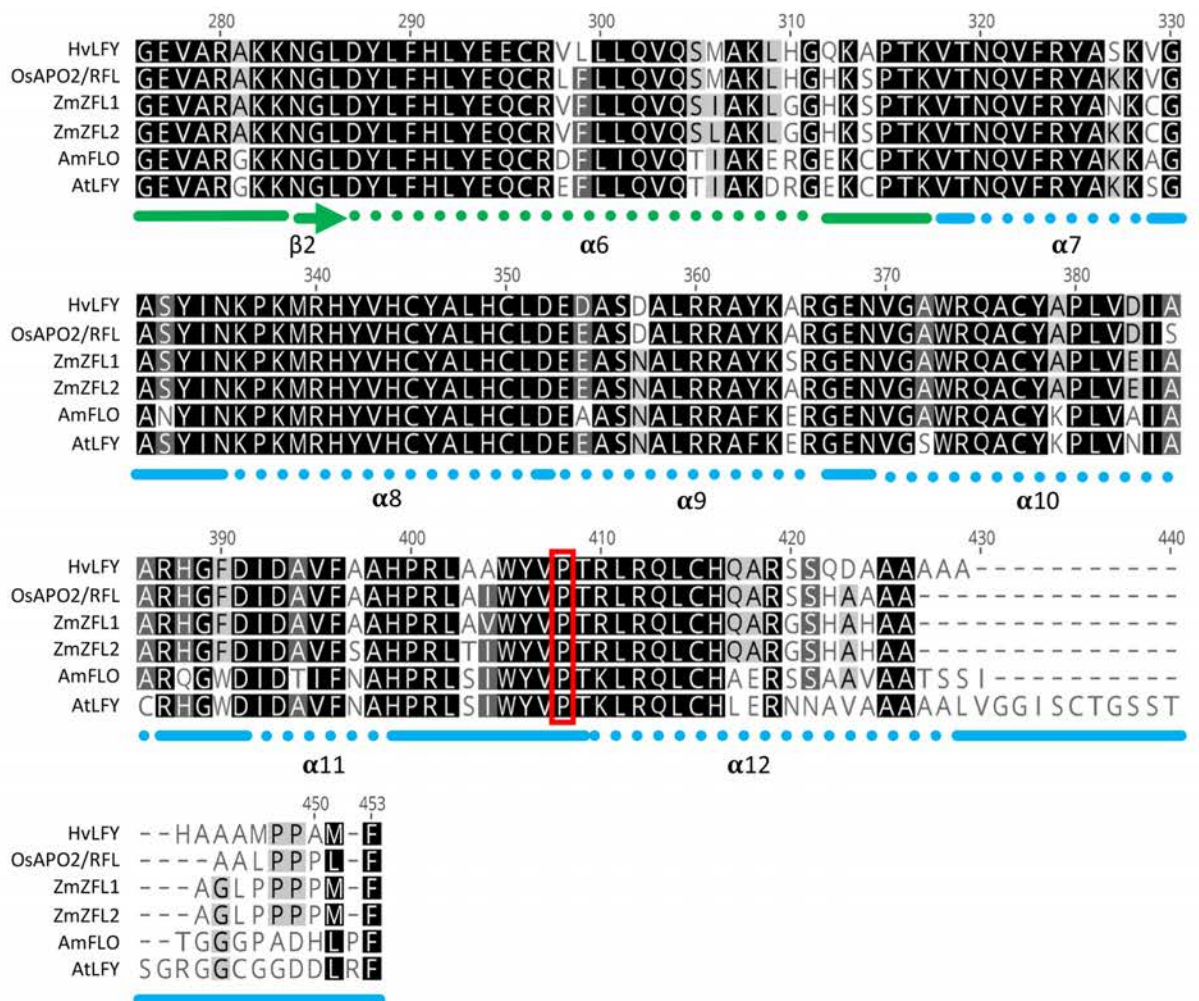 280 290 300 310 320 330
HvLFY GEVARAKKNGLDYLFHLYEECRVLLLQVQSMAKLHGQKAPTKVTNQVFRYASKVG
OsAPO2/RFL GEVARAKKNGLDYLFHLYEQCRLFLLQVQSMAKLHGHKSPTKVTNQVFRYAKKVG
ZmZFL1 GEVARAKKNGLDYLFHLYEQCRVFLLQVQSIAKLGGHKSPTKVTNQVFRYANKCG
ZmZFL2 GEVARAKKNGLDYLFHLYEQCRVFLLQVQSLAKLGGHKSPTKVTNQVFRYAKKCG
AmFLO GEVARGKKNGLDYLFHLYEQCRDFLIQVQTIAKERGEKCPTKVTNQVFRYAKKAG
AtLFY GEVARGKKNGLDYLFHLYEQCREFLLQVQTIAKDRGEKCPTKVTNQVFRYAKKSG
β2 α6 α7
340 350 360 370 380
HvLFY ASYINKPKMRHYVHCYALHCLDEDASDALRRAYKARGENVGAWRQACYAPLVDIA
OsAPO2/RFL ASYINKPKMRHYVHCYALHCLDEEASDALRRAYKARGENVGAWRQACYAPLVDIS
ZmZFL1 ASYINKPKMRHYVHCYALHCLDEEASNALRRAYKSRGENVGAWRQACYAPLVEIA
ZmZFL2 ASYINKPKMRHYVHCYALHCLDEEASNALRRAYKARGENVGAWRQACYAPLVEIA
AmFLO ANYINKPKMRHYVHCYALHCLDEAASNALRRAFKERGENVGAWRQACYKPLVAIA
AtLFY ASYINKPKMRHYVHCYALHCLDEEASNALRRAFKERGENVGSWRQACYKPLVNIA
α8 α9 α10
390 400 410 420 430 440
HvLFY ARHGFDIDAVFAAHPRLAAWYVPTRLRQLCHQARSSQDAAAAAA-----------
OsAPO2/RFL ARHGFDIDAVFAAHPRLAIWYVPTRLRQLCHQARSSHAAAA--------------
ZmZFL1 ARHGFDIDAVFAAHPRLAVWYVPTRLRQLCHQARGSHAHAA--------------
ZmZFL2 ARHGFDIDAVFSAHPRLTIWYVPTRLRQLCHQARGSHAHAA--------------
AmFLO ARQGWDIDTIFNAHPRLSIWYVPTKLRQLCHAERSSAAVAATSSI----------
AtLFY CRHGWDIDAVFNAHPRLSIWYVPTKLRQLCHLERNNAVAAAAALVGGISCTGSST
α11 α12
450 453
HvLFY --HAAAMPPAM-F
OsAPO2/RFL ----AALPPPL-F
ZmZFL1 ---AGLPPPPM-F
ZmZFL2 ---AGLPPPPM-F
AmFLO --TGGGPADHLPF
AtLFY SGRGGCGGDDLRF